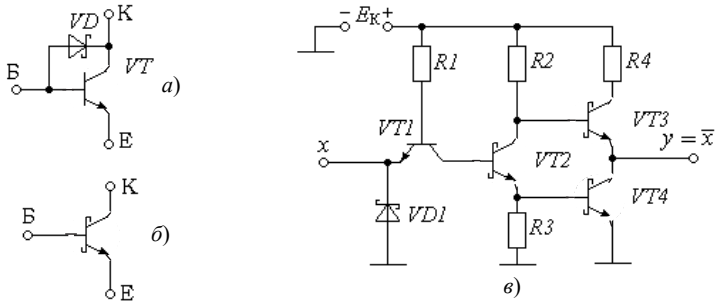 К
VD
Б
VT
а)
Е
К
Б
б)
Е
− EК +
R1
R2
R4
VT1
VT3
x
y = x̅
VT2
VD1
VT4
R3
в)